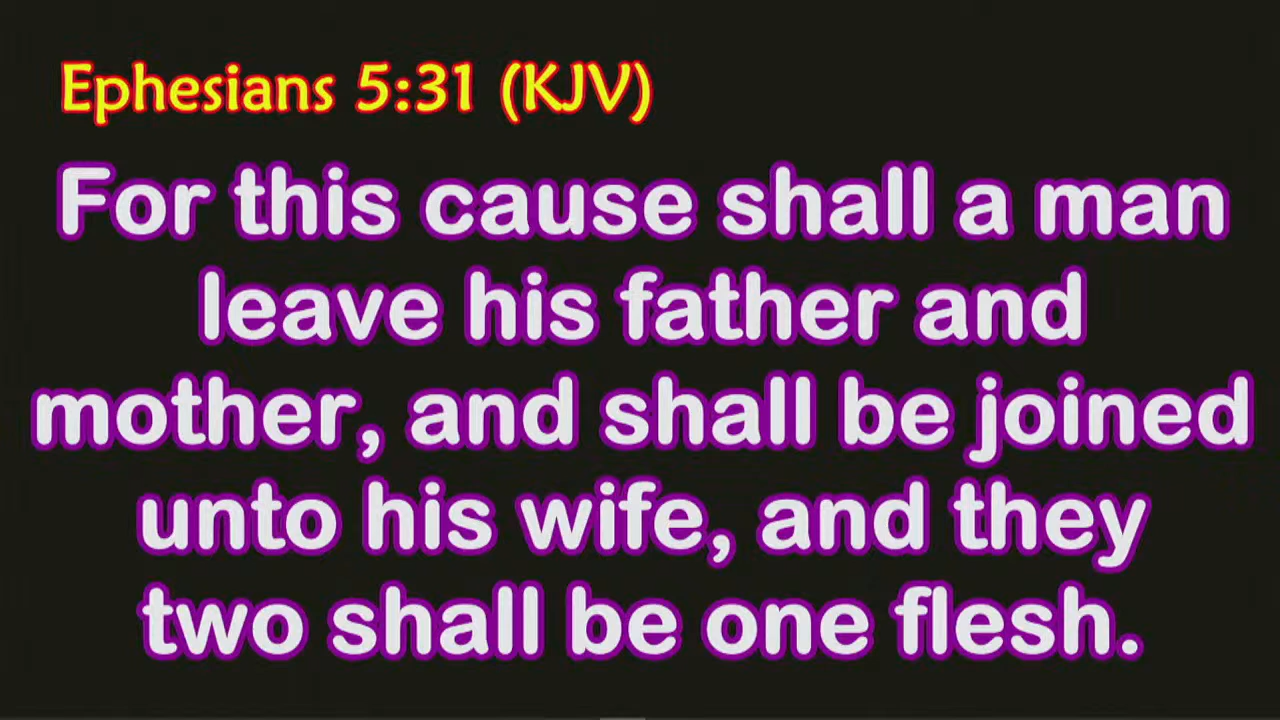 Ephesians 5:31 (KJV)
For this cause shall a man
leave his father and
mother, and shall be joined
unto his wife, and they
two shall be one flesh.